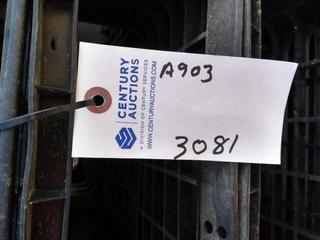 CENTURY
AUCTIONS
A DIVISION OF CENTURY SERVICES
WWW.CENTURYAUCTIONS.COM
A903
3081